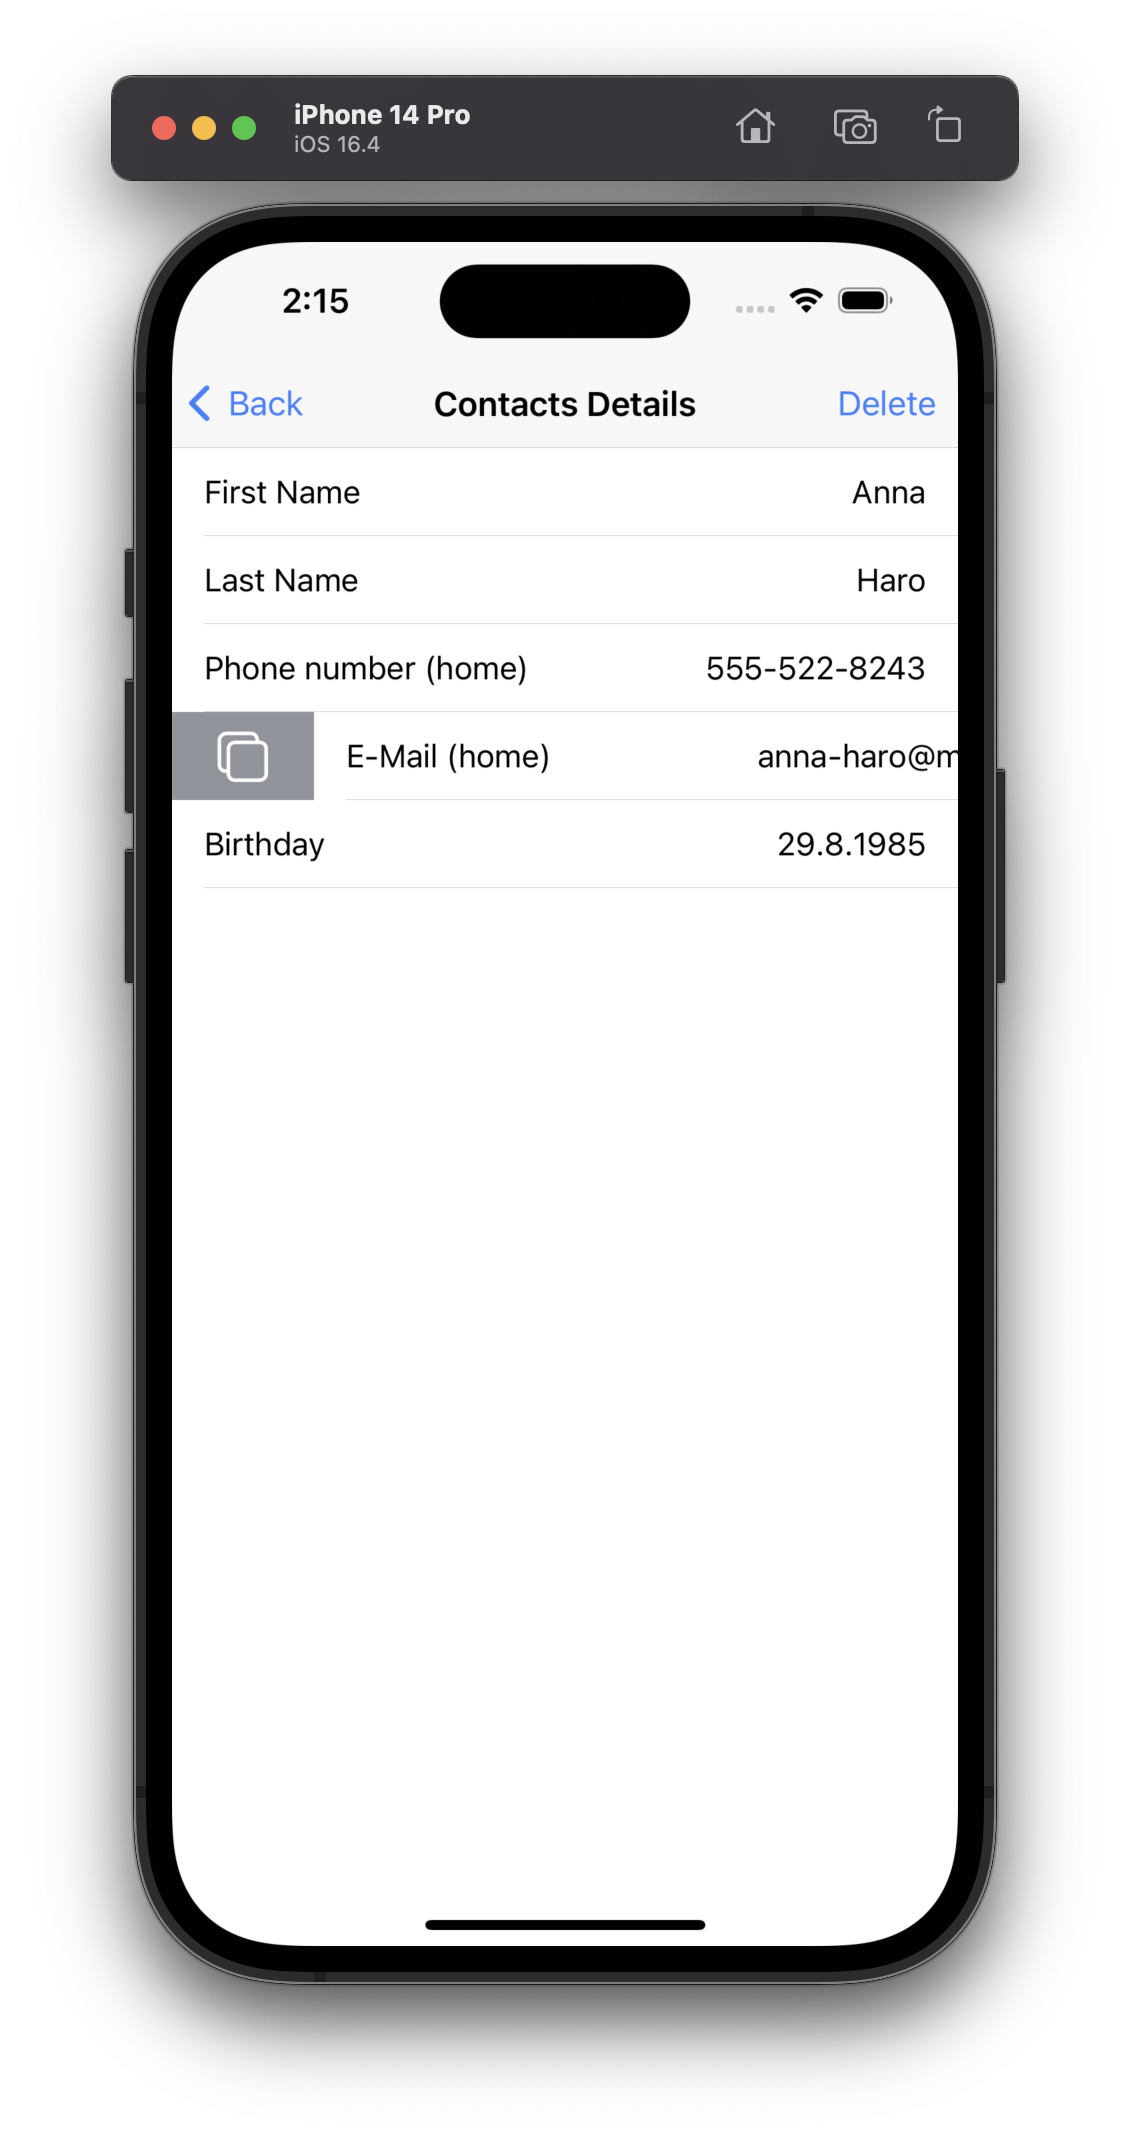 iPhone 14 Pro
iOS 16.4
2:15
Back Contacts Details Delete
First Name Anna
Last Name Haro
Phone number (home) 555-522-8243
E-Mail (home) anna-haro@m
Birthday 29.8.1985